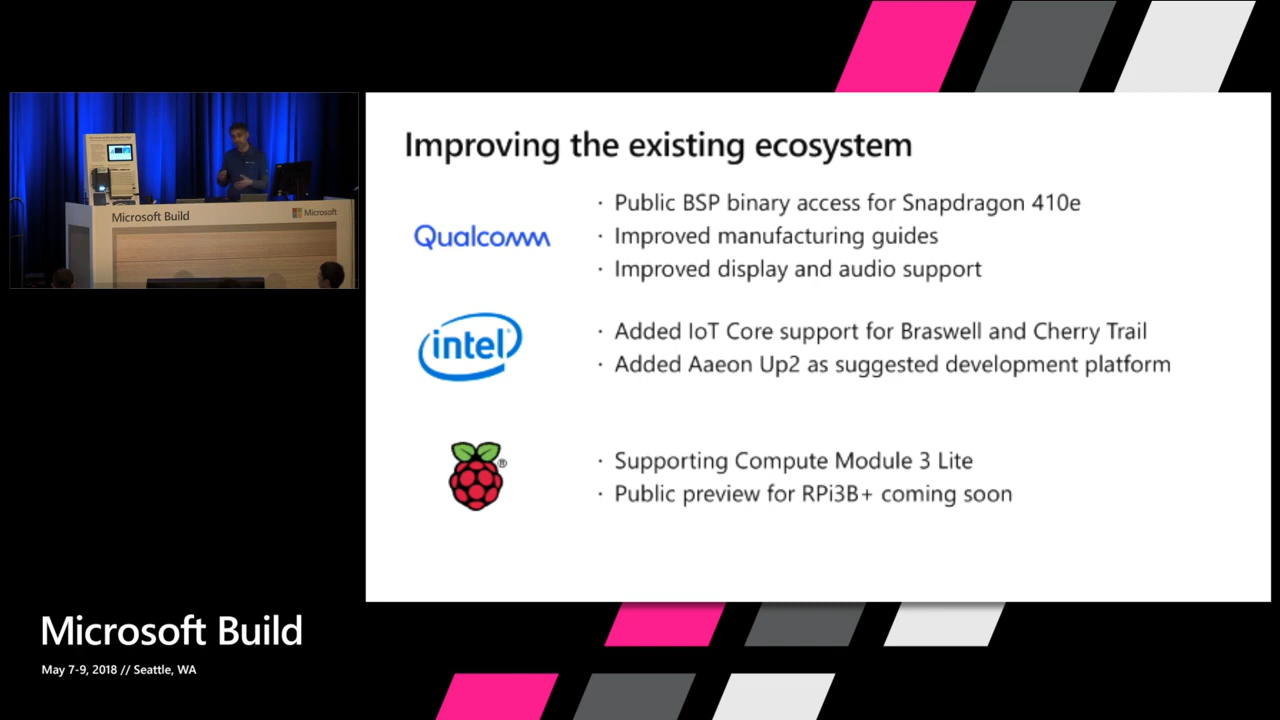 Microsoft Build
Microsoft
Improving the existing ecosystem
Qualcomm
· Public BSP binary access for Snapdragon 410e
· Improved manufacturing guides
· Improved display and audio support
intel
· Added IoT Core support for Braswell and Cherry Trail
· Added Aaeon Up2 as suggested development platform
®
· Supporting Compute Module 3 Lite
· Public preview for RPi3B+ coming soon
Microsoft Build
May 7-9, 2018 // Seattle, WA